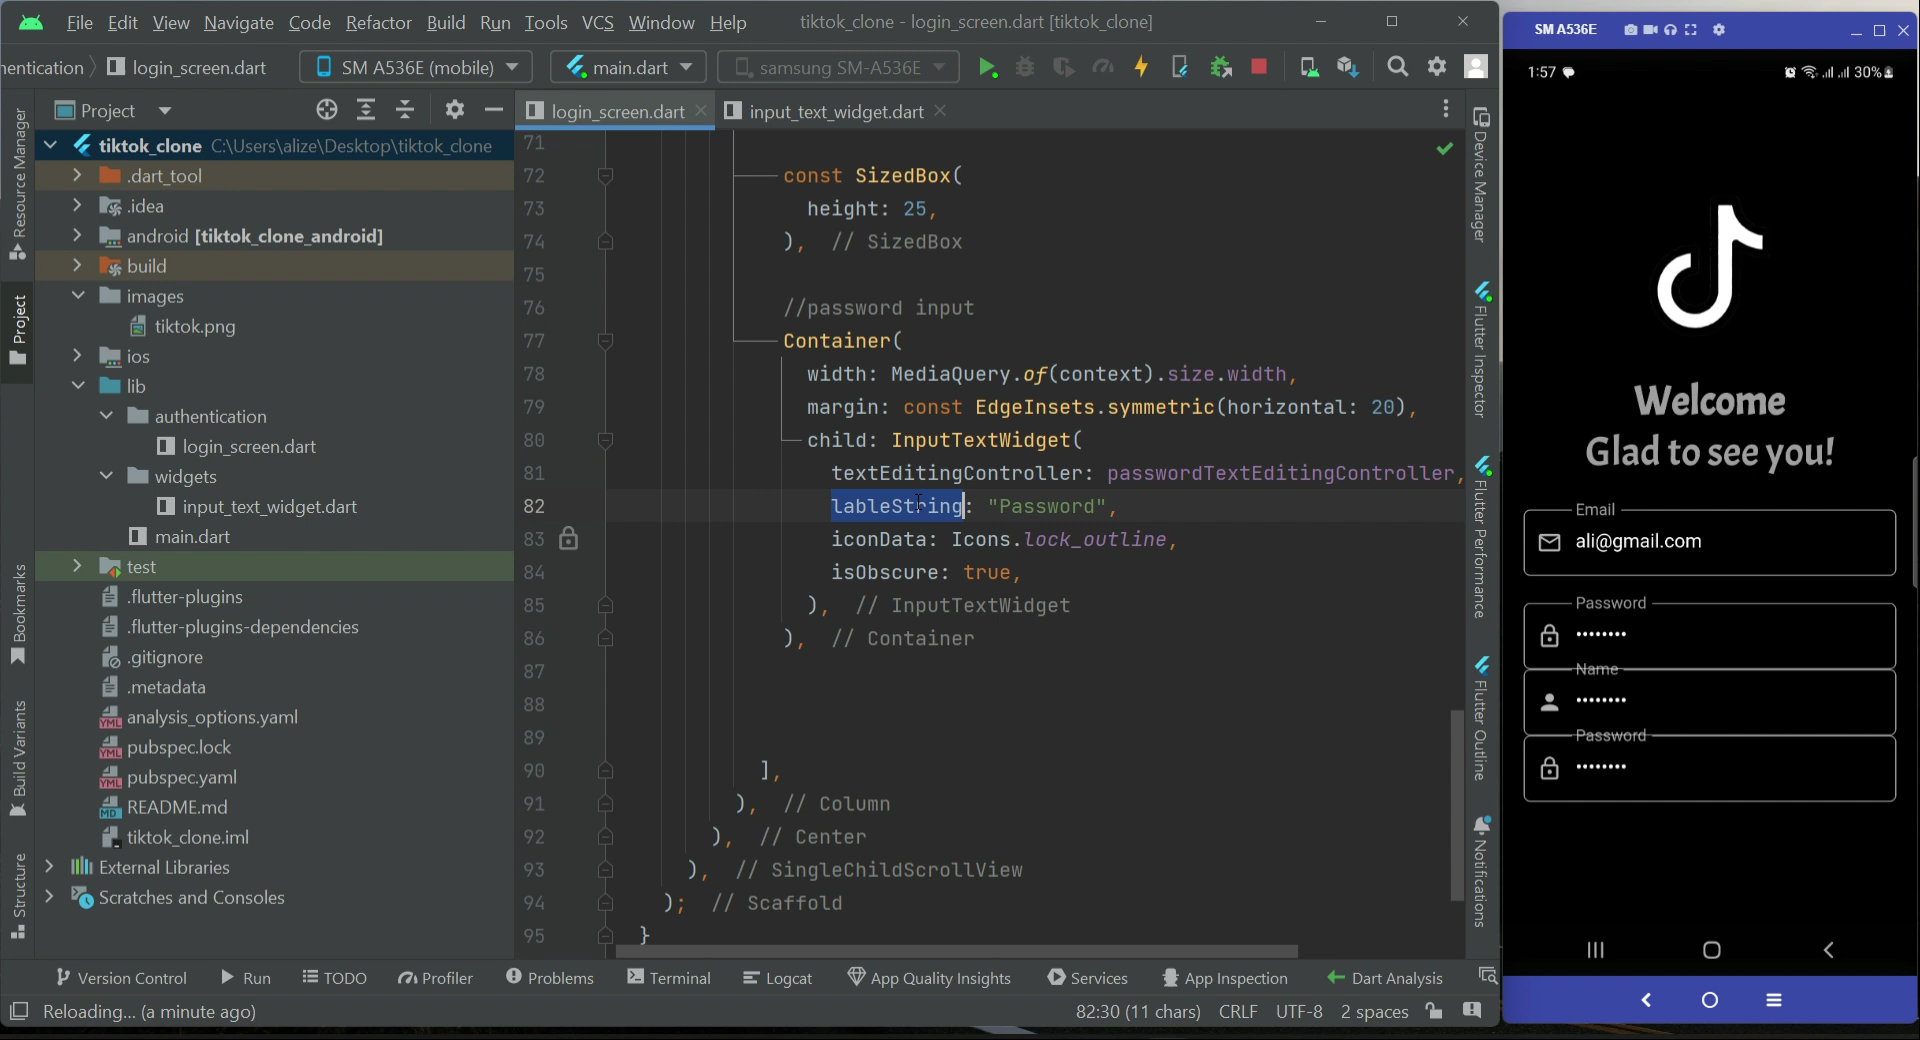 File Edit View Navigate Code Refactor Build Run Tools VCS Window Help tiktok_clone - login_screen.dart [tiktok_clone]
entication login_screen.dart SM A536E (mobile) main.dart samsung SM-A536E
Project login_screen.dart input_text_widget.dart
Resource Manager
Project
Bookmarks
Build Variants
Structure
tiktok_clone C:\Users\alize\Desktop\tiktok_clone
.dart_tool
.idea
android [tiktok_clone_android]
build
images
tiktok.png
ios
lib
authentication
login_screen.dart
widgets
input_text_widget.dart
main.dart
test
.flutter-plugins
.flutter-plugins-dependencies
.gitignore
.metadata
analysis_options.yaml
pubspec.lock
pubspec.yaml
README.md
tiktok_clone.iml
External Libraries
Scratches and Consoles
71
72 const SizedBox(
73 height: 25,
74 ), // SizedBox
75
76 //password input
77 Container(
78 width: MediaQuery.of(context).size.width,
79 margin: const EdgeInsets.symmetric(horizontal: 20),
80 child: InputTextWidget(
81 textEditingController: passwordTextEditingController,
82 lableString: "Password",
83 iconData: Icons.lock_outline,
84 isObscure: true,
85 ), // InputTextWidget
86 ), // Container
87
88
89
90 ],
91 ), // Column
92 ), // Center
93 ), // SingleChildScrollView
94 ); // Scaffold
95 }
Device Manager
Flutter Inspector
Flutter Performance
Flutter Outline
Notifications
Version Control Run TODO Profiler Problems Terminal Logcat App Quality Insights Services App Inspection Dart Analysis
Reloading... (a minute ago) 82:30 (11 chars) CRLF UTF-8 2 spaces
SM A536E
1:57 30%
Welcome
Glad to see you!
Email
ali@gmail.com
Password
••••••••
Name
••••••••
Password
••••••••